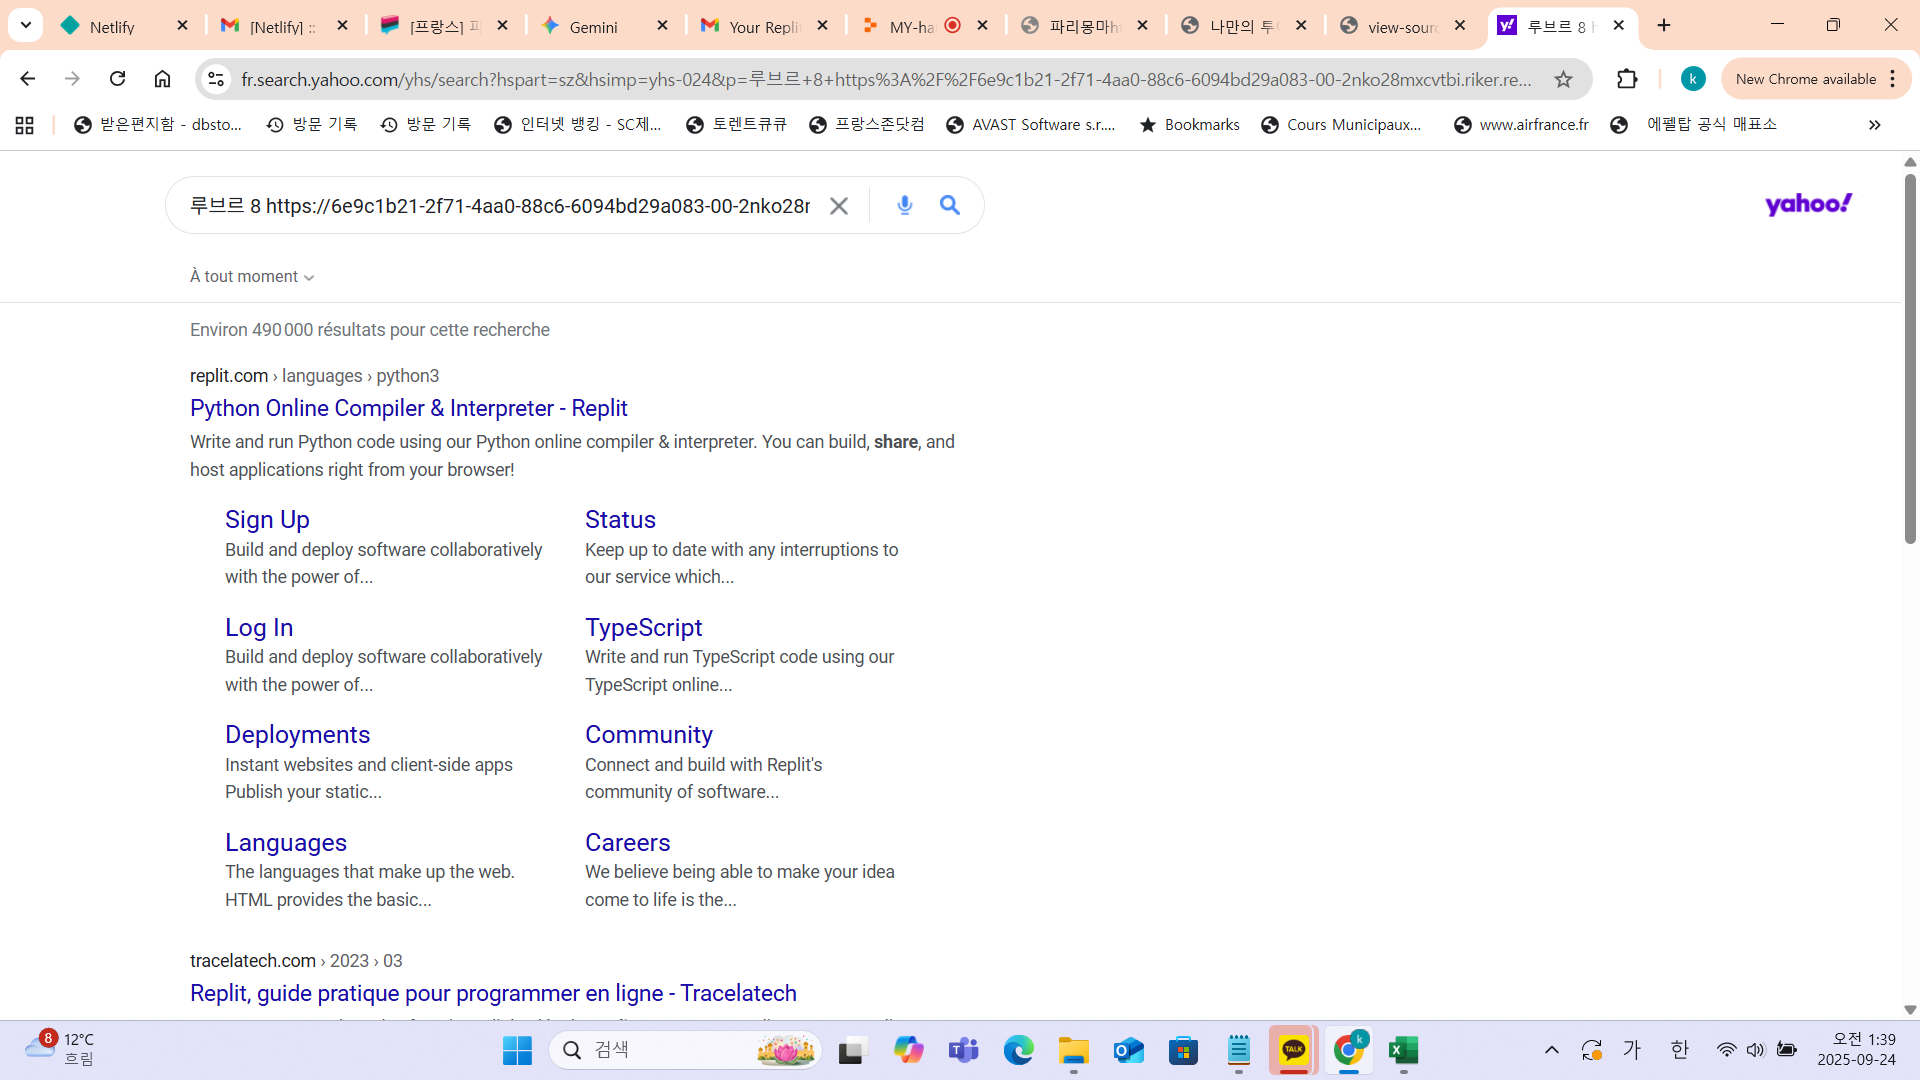 Netlify
[Netlify] ::
[프랑스] 파
Gemini
Your Repli
MY-ha
파리몽마h
나만의 투
view-sour
루브르 8 h
fr.search.yahoo.com/yhs/search?hspart=sz&hsimp=yhs-024&p=루브르+8+https%3A%2F%2F6e9c1b21-2f71-4aa0-88c6-6094bd29a083-00-2nko28mxcvtbi.riker.re...
k
New Chrome available
받은편지함 - dbsto...
방문 기록
방문 기록
인터넷 뱅킹 - SC제...
토렌트큐큐
프랑스존닷컴
AVAST Software s.r....
Bookmarks
Cours Municipaux...
www.airfrance.fr
에펠탑 공식 매표소
루브르 8 https://6e9c1b21-2f71-4aa0-88c6-6094bd29a083-00-2nko28r
yahoo!
À tout moment
Environ 490 000 résultats pour cette recherche
replit.com › languages › python3
Python Online Compiler & Interpreter - Replit
Write and run Python code using our Python online compiler & interpreter. You can build, share, and
host applications right from your browser!
Sign Up
Build and deploy software collaboratively
with the power of...
Status
Keep up to date with any interruptions to
our service which...
Log In
Build and deploy software collaboratively
with the power of...
TypeScript
Write and run TypeScript code using our
TypeScript online...
Deployments
Instant websites and client-side apps
Publish your static...
Community
Connect and build with Replit's
community of software...
Languages
The languages that make up the web.
HTML provides the basic...
Careers
We believe being able to make your idea
come to life is the...
tracelatech.com › 2023 › 03
Replit, guide pratique pour programmer en ligne - Tracelatech
8
12°C
흐림
검색
TALK
k
가
한
오전 1:39
2025-09-24